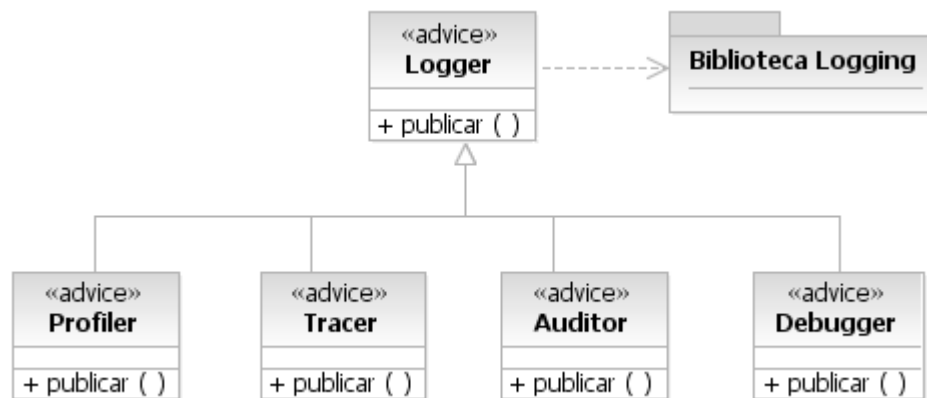 «advice»
Logger
+ publicar ( )
Biblioteca Logging
«advice»
Profiler
+ publicar ( )
«advice»
Tracer
+ publicar ( )
«advice»
Auditor
+ publicar ( )
«advice»
Debugger
+ publicar ( )